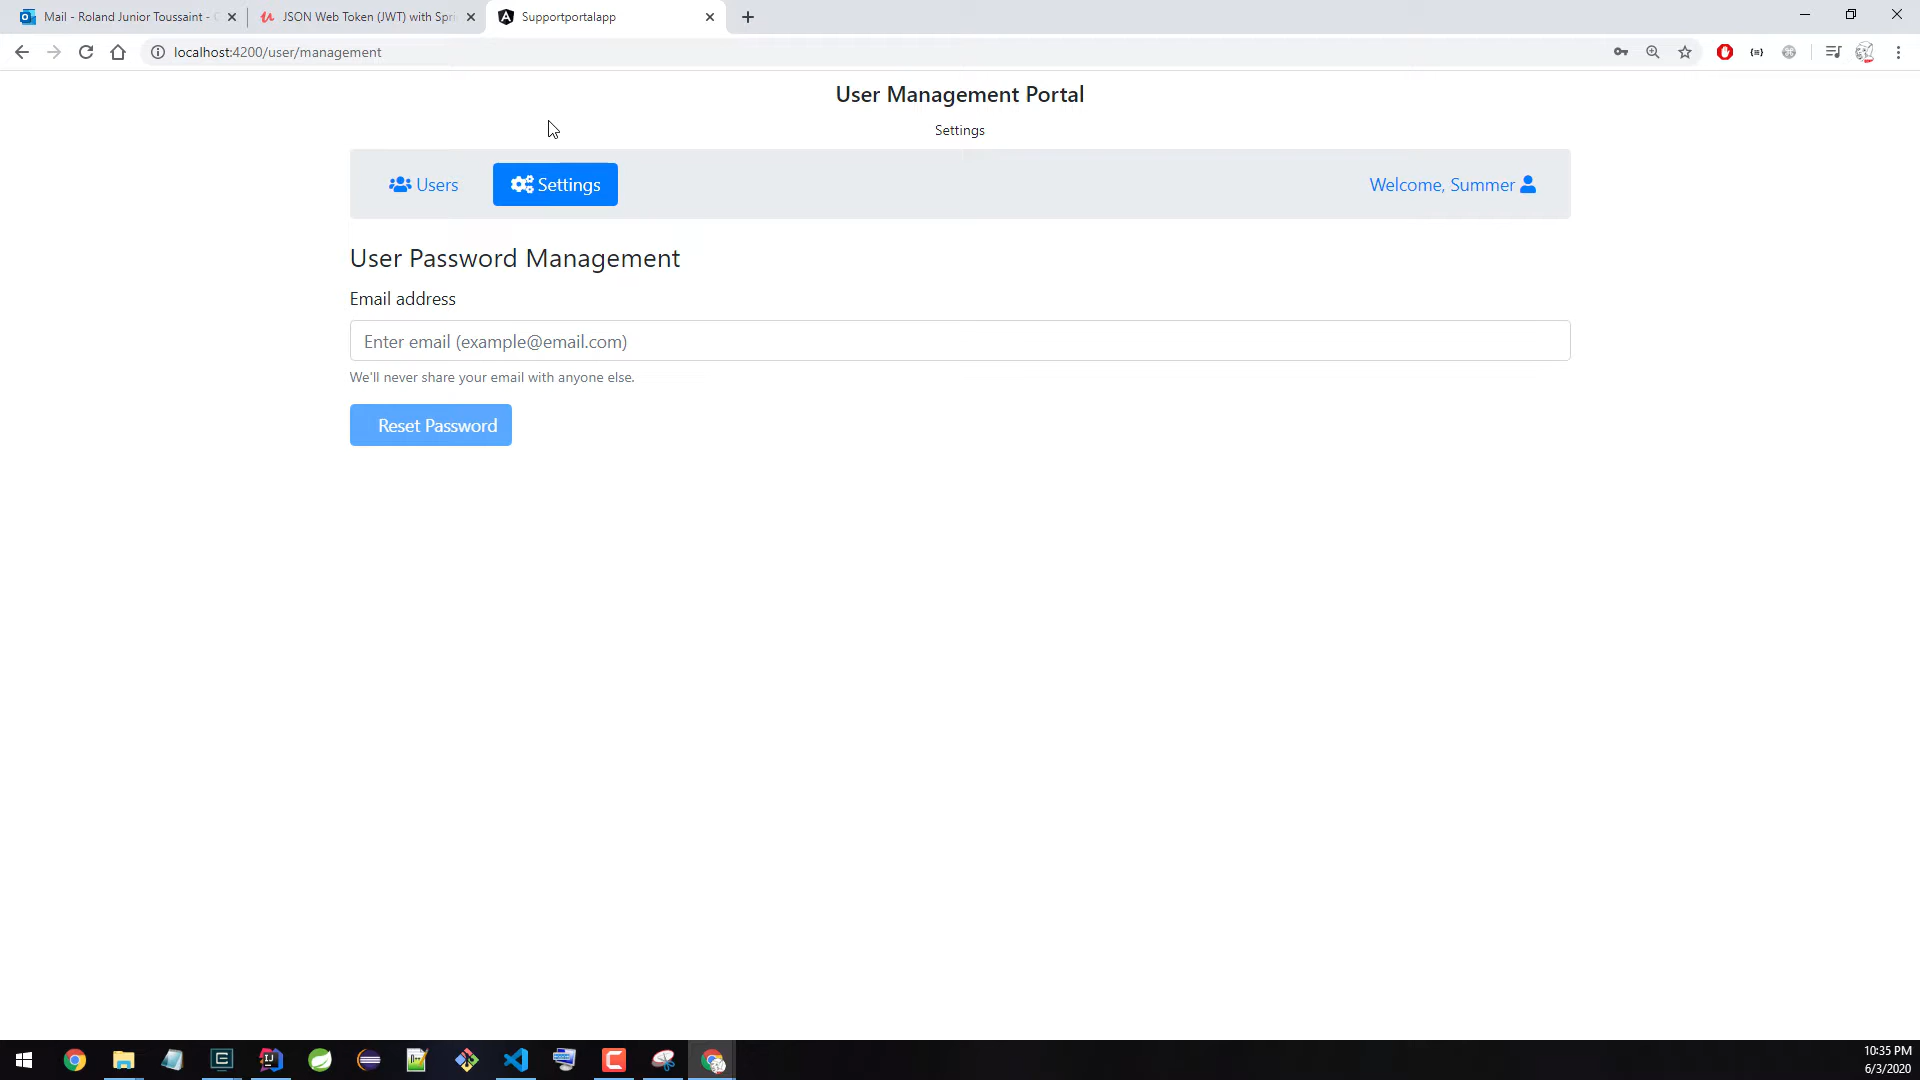 Mail - Roland Junior Toussaint -
JSON Web Token (JWT) with Spri
Supportportalapp
localhost:4200/user/management
User Management Portal
Settings
Users
Settings
Welcome, Summer
User Password Management
Email address
Enter email (example@email.com)
We'll never share your email with anyone else.
Reset Password
10:35 PM
6/3/2020